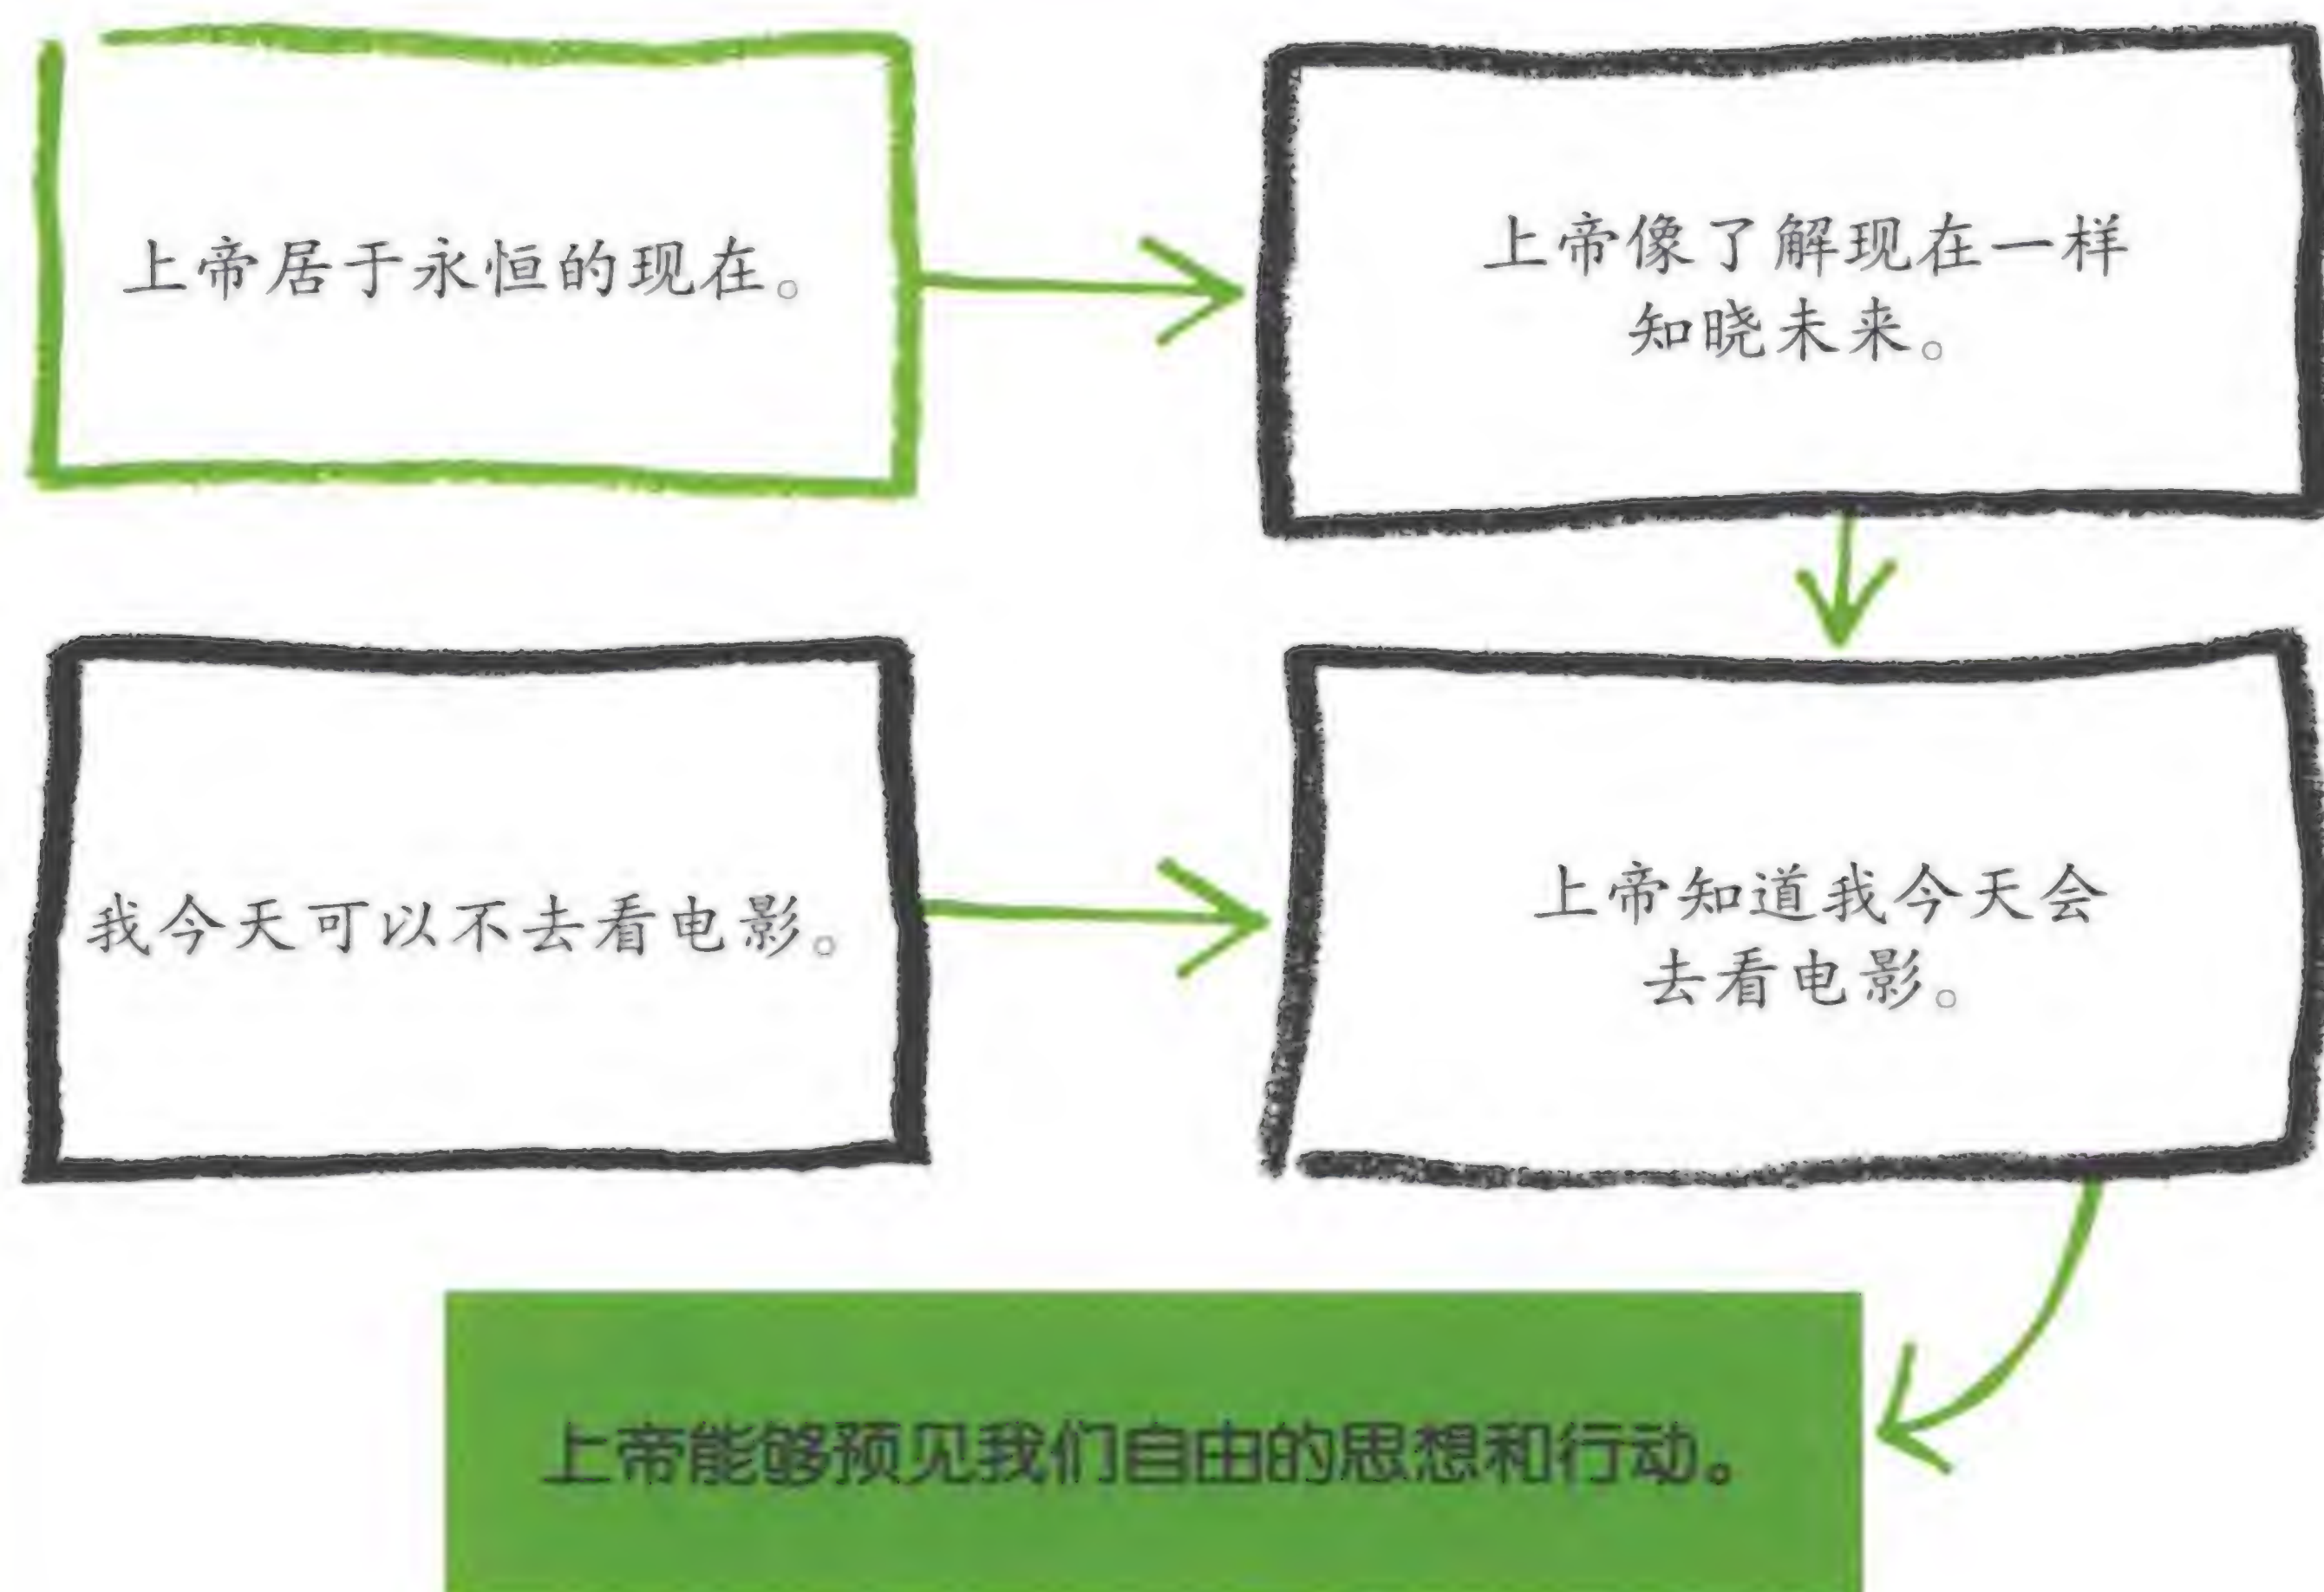 上帝居于永恒的现在。
上帝像了解现在一样
知晓未来。
我今天可以不去看电影。
上帝知道我今天会
去看电影。
上帝能够预见我们自由的思想和行动。